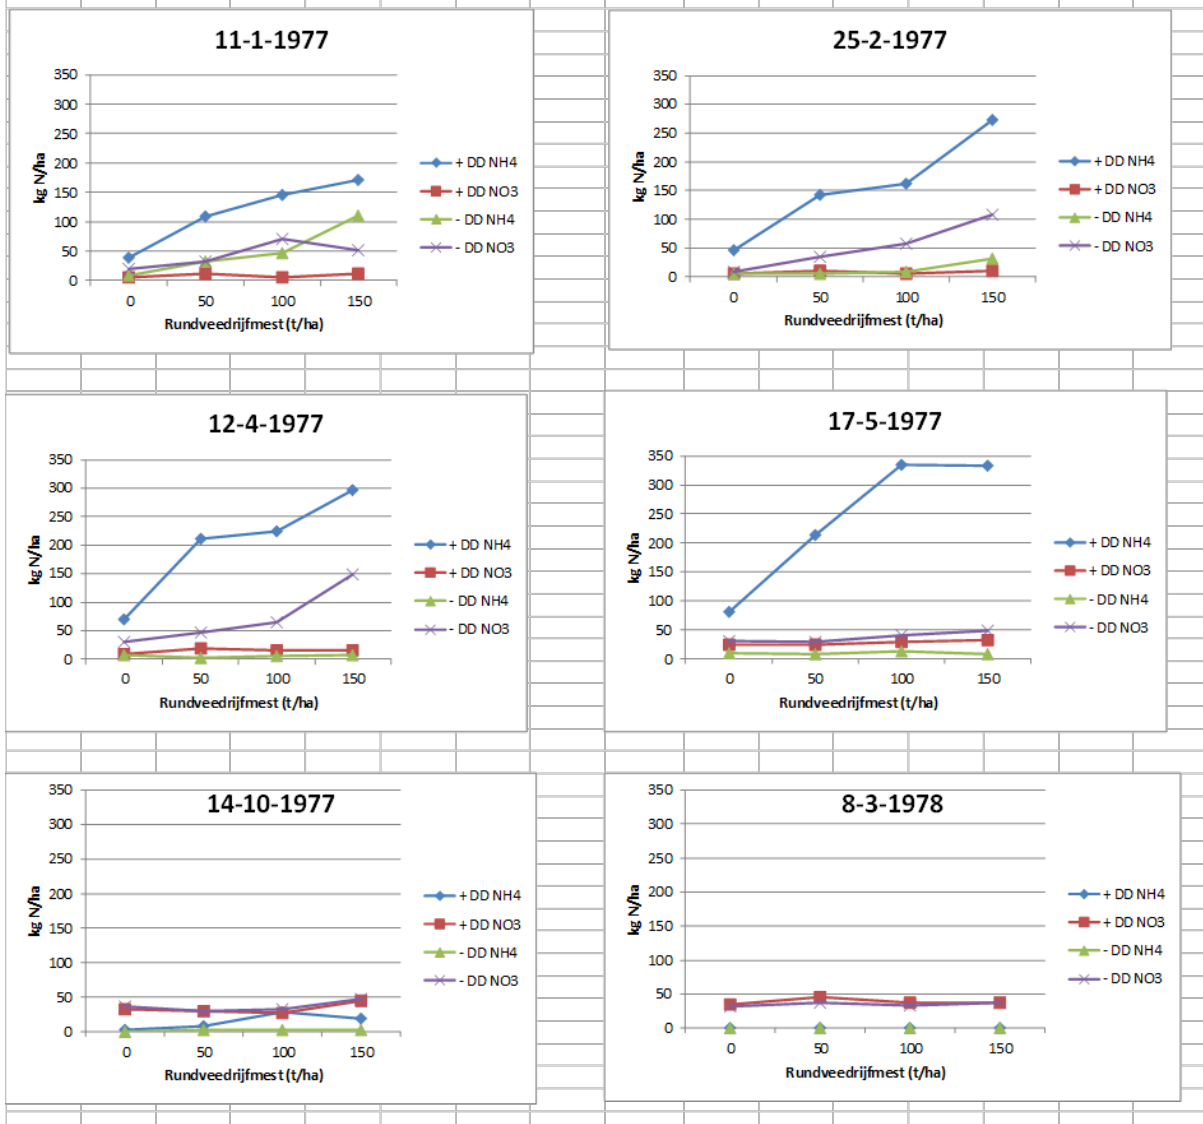 11-1-1977
350
300
250
200
150
100
50
0
kg N/ha
0 50 100 150
Rundveedrijfmest (t/ha)
+ DD NH4
+ DD NO3
- DD NH4
- DD NO3
25-2-1977
350
300
250
200
150
100
50
0
kg N/ha
0 50 100 150
Rundveedrijfmest (t/ha)
+ DD NH4
+ DD NO3
- DD NH4
- DD NO3
12-4-1977
350
300
250
200
150
100
50
0
kg N/ha
0 50 100 150
Rundveedrijfmest (t/ha)
+ DD NH4
+ DD NO3
- DD NH4
- DD NO3
17-5-1977
350
300
250
200
150
100
50
0
kg N/ha
0 50 100 150
Rundveedrijfmest (t/ha)
+ DD NH4
+ DD NO3
- DD NH4
- DD NO3
14-10-1977
350
300
250
200
150
100
50
0
kg N/ha
0 50 100 150
Rundveedrijfmest (t/ha)
+ DD NH4
+ DD NO3
- DD NH4
- DD NO3
8-3-1978
350
300
250
200
150
100
50
0
kg N/ha
0 50 100 150
Rundveedrijfmest (t/ha)
+ DD NH4
+ DD NO3
- DD NH4
- DD NO3